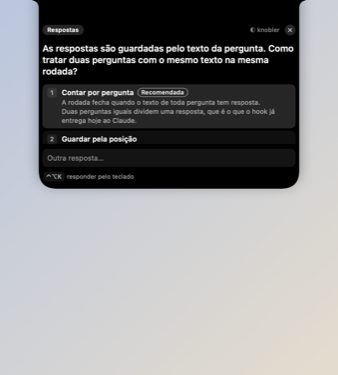 Respostas
knobler
As respostas são guardadas pelo texto da pergunta. Como
tratar duas perguntas com o mesmo texto na mesma
rodada?
1 Contar por pergunta Recomendada
A rodada fecha quando o texto de toda pergunta tem resposta.
Duas perguntas iguais dividem uma resposta, que é o que o hook já
entrega hoje ao Claude.
2 Guardar pela posição
Outra resposta...
^⌥K responder pelo teclado